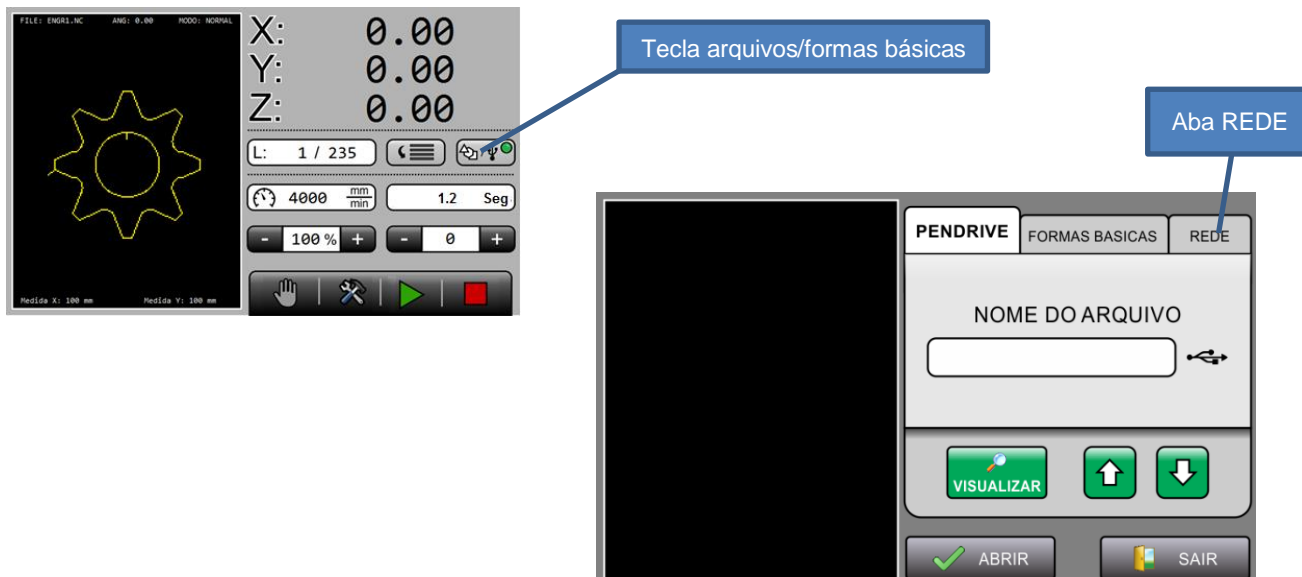 FILE: ENGR1.NC ANG: 0.00 MODO: NORMAL
X: 0.00
Y: 0.00
Z: 0.00
L: 1 / 235
4000 mm/min 1.2 Seg.
- 100 % + - 0 +
Medida X: 100 mm Medida Y: 100 mm
Tecla arquivos/formas básicas
Aba REDE
PENDRIVE FORMAS BASICAS REDE
NOME DO ARQUIVO
VISUALIZAR
ABRIR SAIR